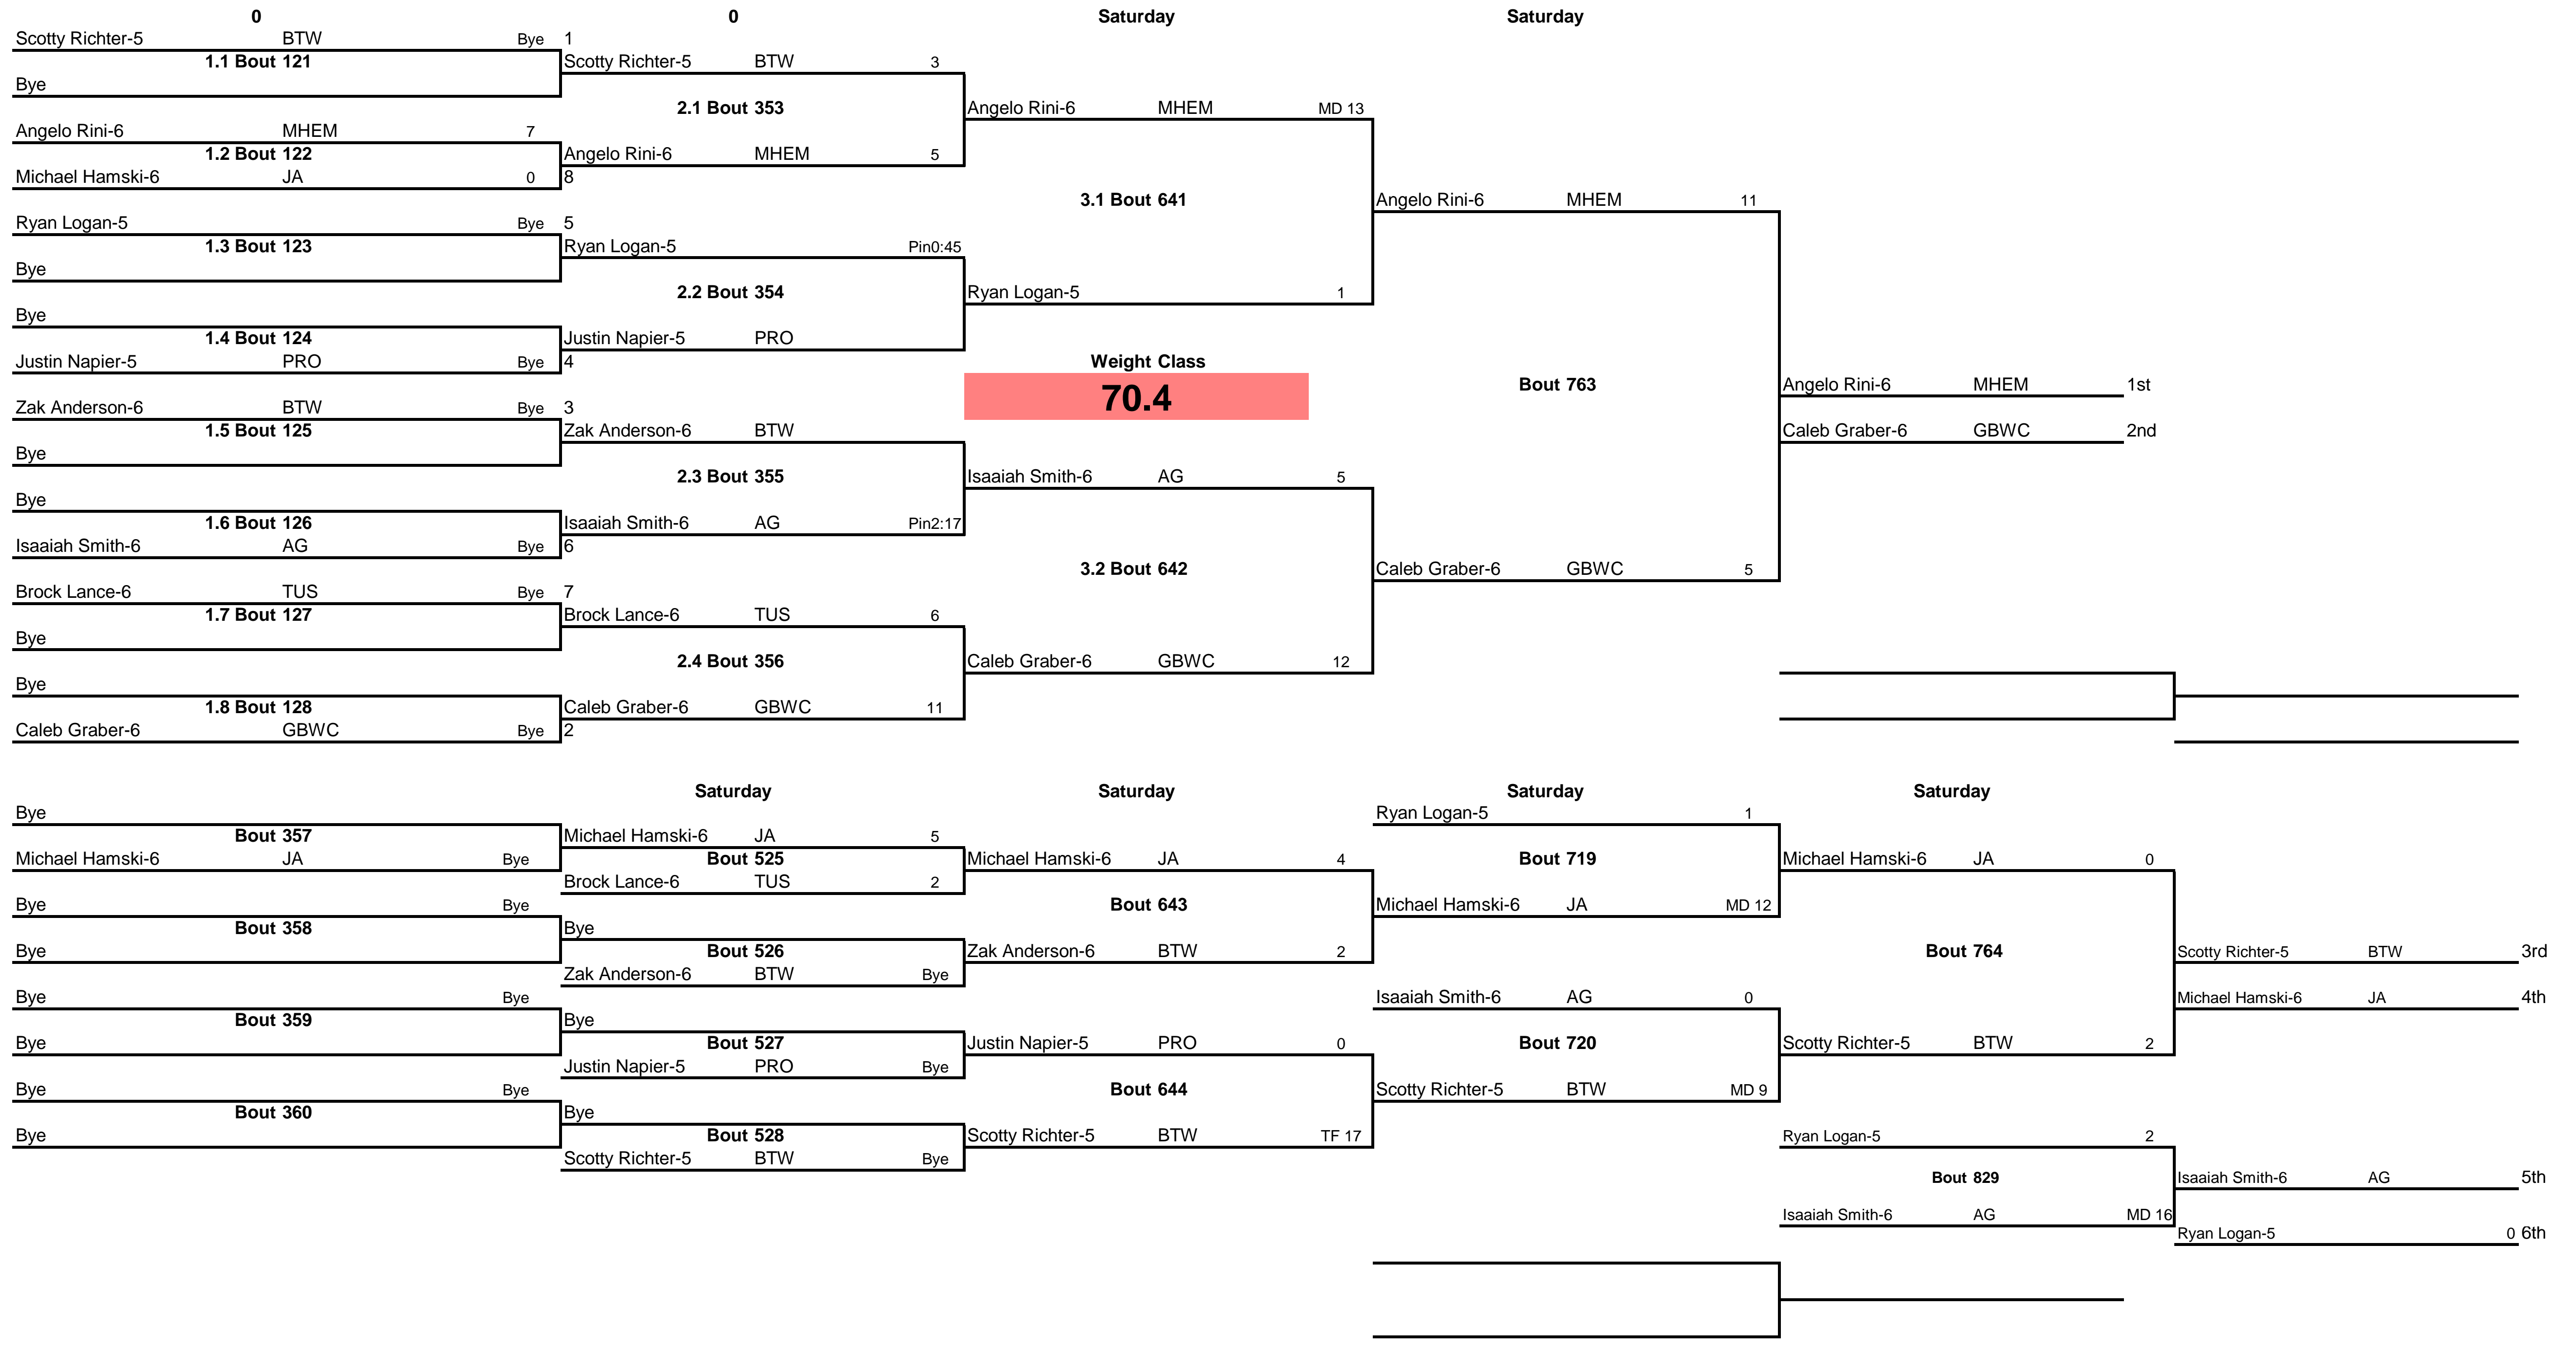 0 0 Saturday Saturday
Scotty Richter-5 BTW Bye 1
1.1 Bout 121 Scotty Richter-5 BTW 3
Bye
2.1 Bout 353 Angelo Rini-6 MHEM MD 13
Angelo Rini-6 MHEM 7
1.2 Bout 122 Angelo Rini-6 MHEM 5
Michael Hamski-6 JA 0 8
3.1 Bout 641 Angelo Rini-6 MHEM 11
Ryan Logan-5 Bye 5
1.3 Bout 123 Ryan Logan-5 Pin0:45
Bye
2.2 Bout 354 Ryan Logan-5 1
Bye
1.4 Bout 124 Justin Napier-5 PRO
Justin Napier-5 PRO Bye 4 Weight Class
Bout 763 Angelo Rini-6 MHEM 1st
70.4
Zak Anderson-6 BTW Bye 3
1.5 Bout 125 Zak Anderson-6 BTW Caleb Graber-6 GBWC 2nd
Bye
2.3 Bout 355 Isaaiah Smith-6 AG 5
Bye
1.6 Bout 126 Isaaiah Smith-6 AG Pin2:17
Isaaiah Smith-6 AG Bye 6
3.2 Bout 642 Caleb Graber-6 GBWC 5
Brock Lance-6 TUS Bye 7
1.7 Bout 127 Brock Lance-6 TUS 6
Bye
2.4 Bout 356 Caleb Graber-6 GBWC 12
Bye
1.8 Bout 128 Caleb Graber-6 GBWC 11
Caleb Graber-6 GBWC Bye 2
Saturday Saturday Saturday Saturday
Bye Ryan Logan-5 1
Bout 357 Michael Hamski-6 JA 5
Michael Hamski-6 JA Bye Bout 525 Michael Hamski-6 JA 4 Bout 719 Michael Hamski-6 JA 0
Brock Lance-6 TUS 2
Bye Bye Bout 643 Michael Hamski-6 JA MD 12
Bout 358 Bye
Bye Bout 526 Zak Anderson-6 BTW 2 Bout 764 Scotty Richter-5 BTW 3rd
Zak Anderson-6 BTW Bye
Bye Bye Isaaiah Smith-6 AG 0 Michael Hamski-6 JA 4th
Bout 359 Bye
Bye Bout 527 Justin Napier-5 PRO 0 Bout 720 Scotty Richter-5 BTW 2
Justin Napier-5 PRO Bye
Bye Bye Bout 644 Scotty Richter-5 BTW MD 9
Bout 360 Bye
Bye Bout 528 Scotty Richter-5 BTW TF 17 Ryan Logan-5 2
Scotty Richter-5 BTW Bye
Bout 829 Isaaiah Smith-6 AG 5th
Isaaiah Smith-6 AG MD 16
Ryan Logan-5 0 6th